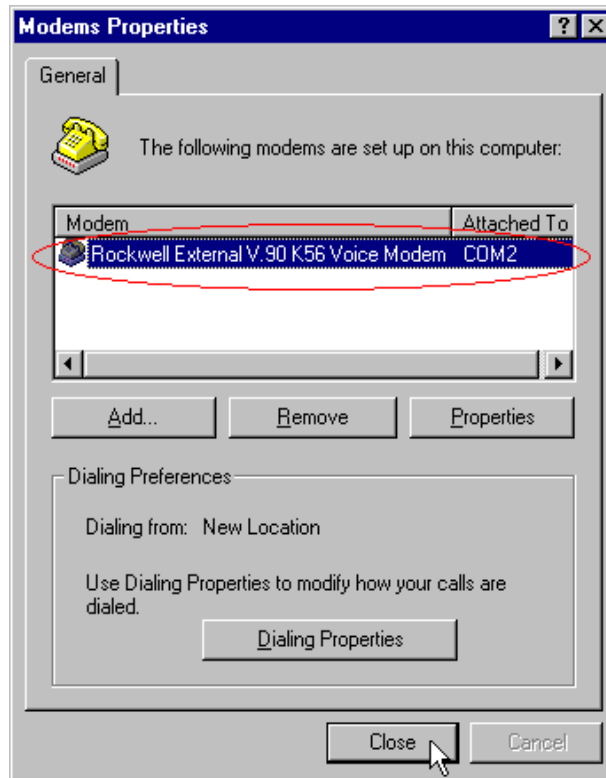 Modems Properties
General
The following modems are set up on this computer:
Modem Attached To
Rockwell External V.90 K56 Voice Modem COM2
Add... Remove Properties
Dialing Preferences
Dialing from: New Location
Use Dialing Properties to modify how your calls are
dialed.
Dialing Properties
Close Cancel